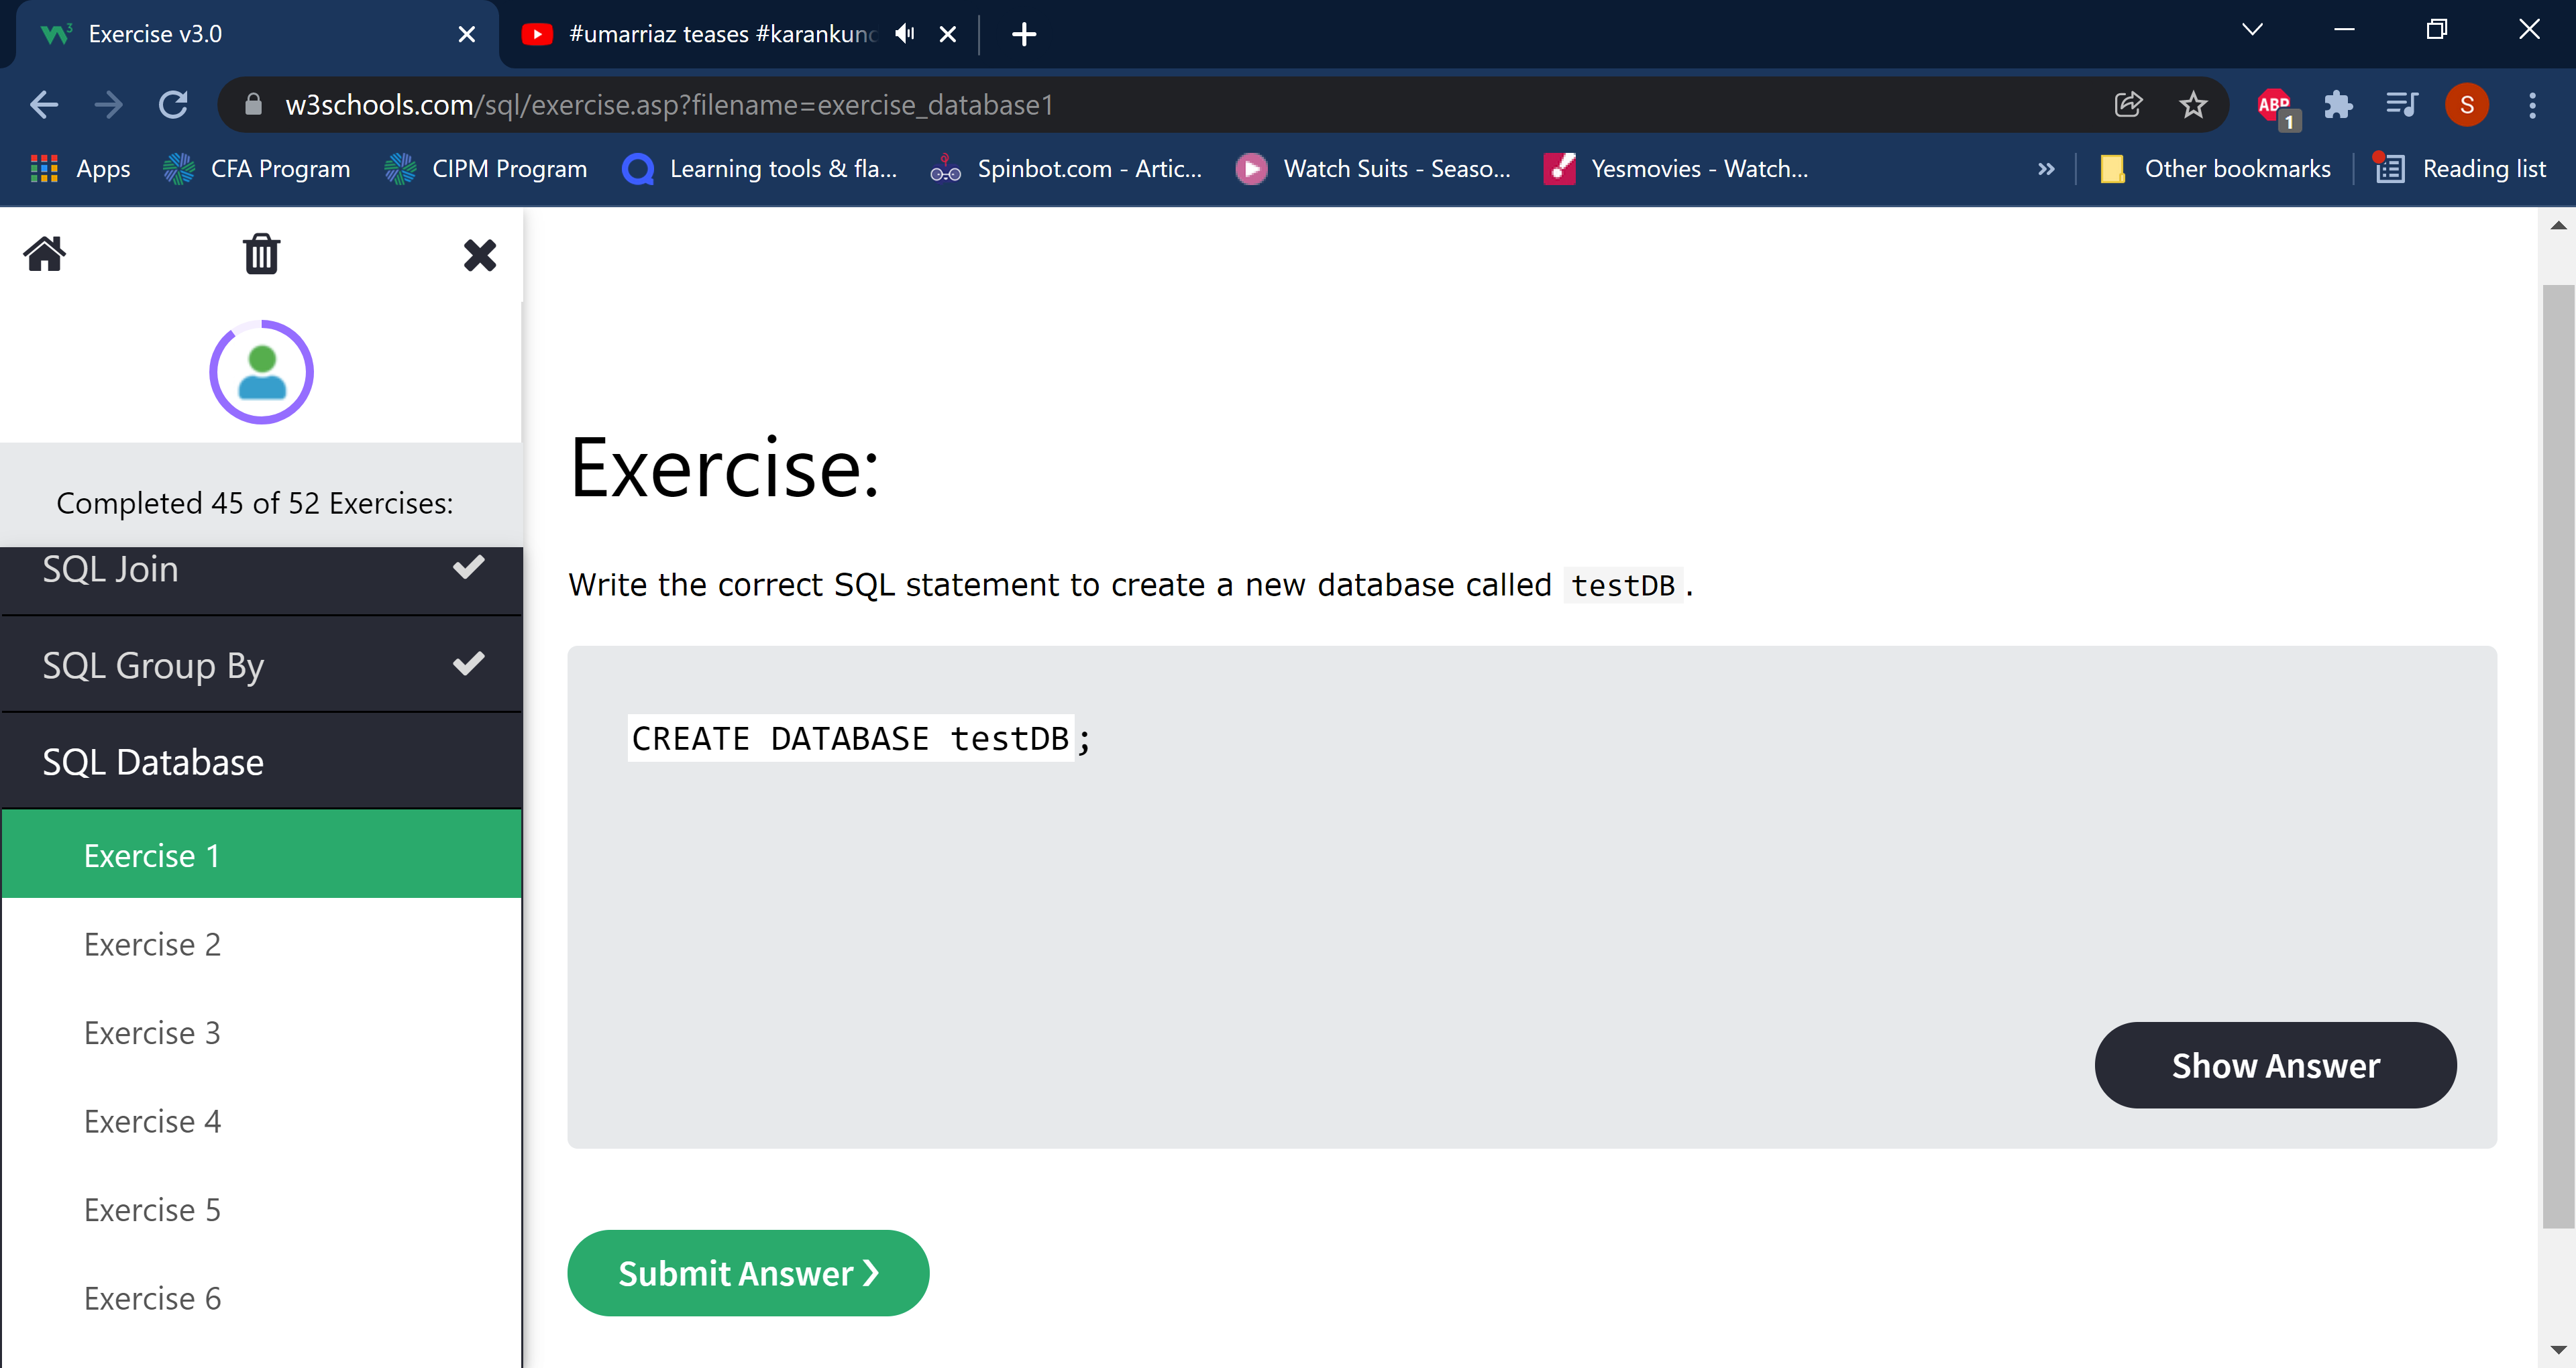 Exercise v3.0
#umarriaz teases #karankund
w3schools.com/sql/exercise.asp?filename=exercise_database1
ABP
1
S
Apps
CFA Program
CIPM Program
Learning tools & fla...
Spinbot.com - Artic...
Watch Suits - Seaso...
Yesmovies - Watch...
»
Other bookmarks
Reading list
Completed 45 of 52 Exercises:
SQL Join
SQL Group By
SQL Database
Exercise 1
Exercise 2
Exercise 3
Exercise 4
Exercise 5
Exercise 6
Exercise:
Write the correct SQL statement to create a new database called testDB.
CREATE DATABASE testDB;
Show Answer
Submit Answer ❯